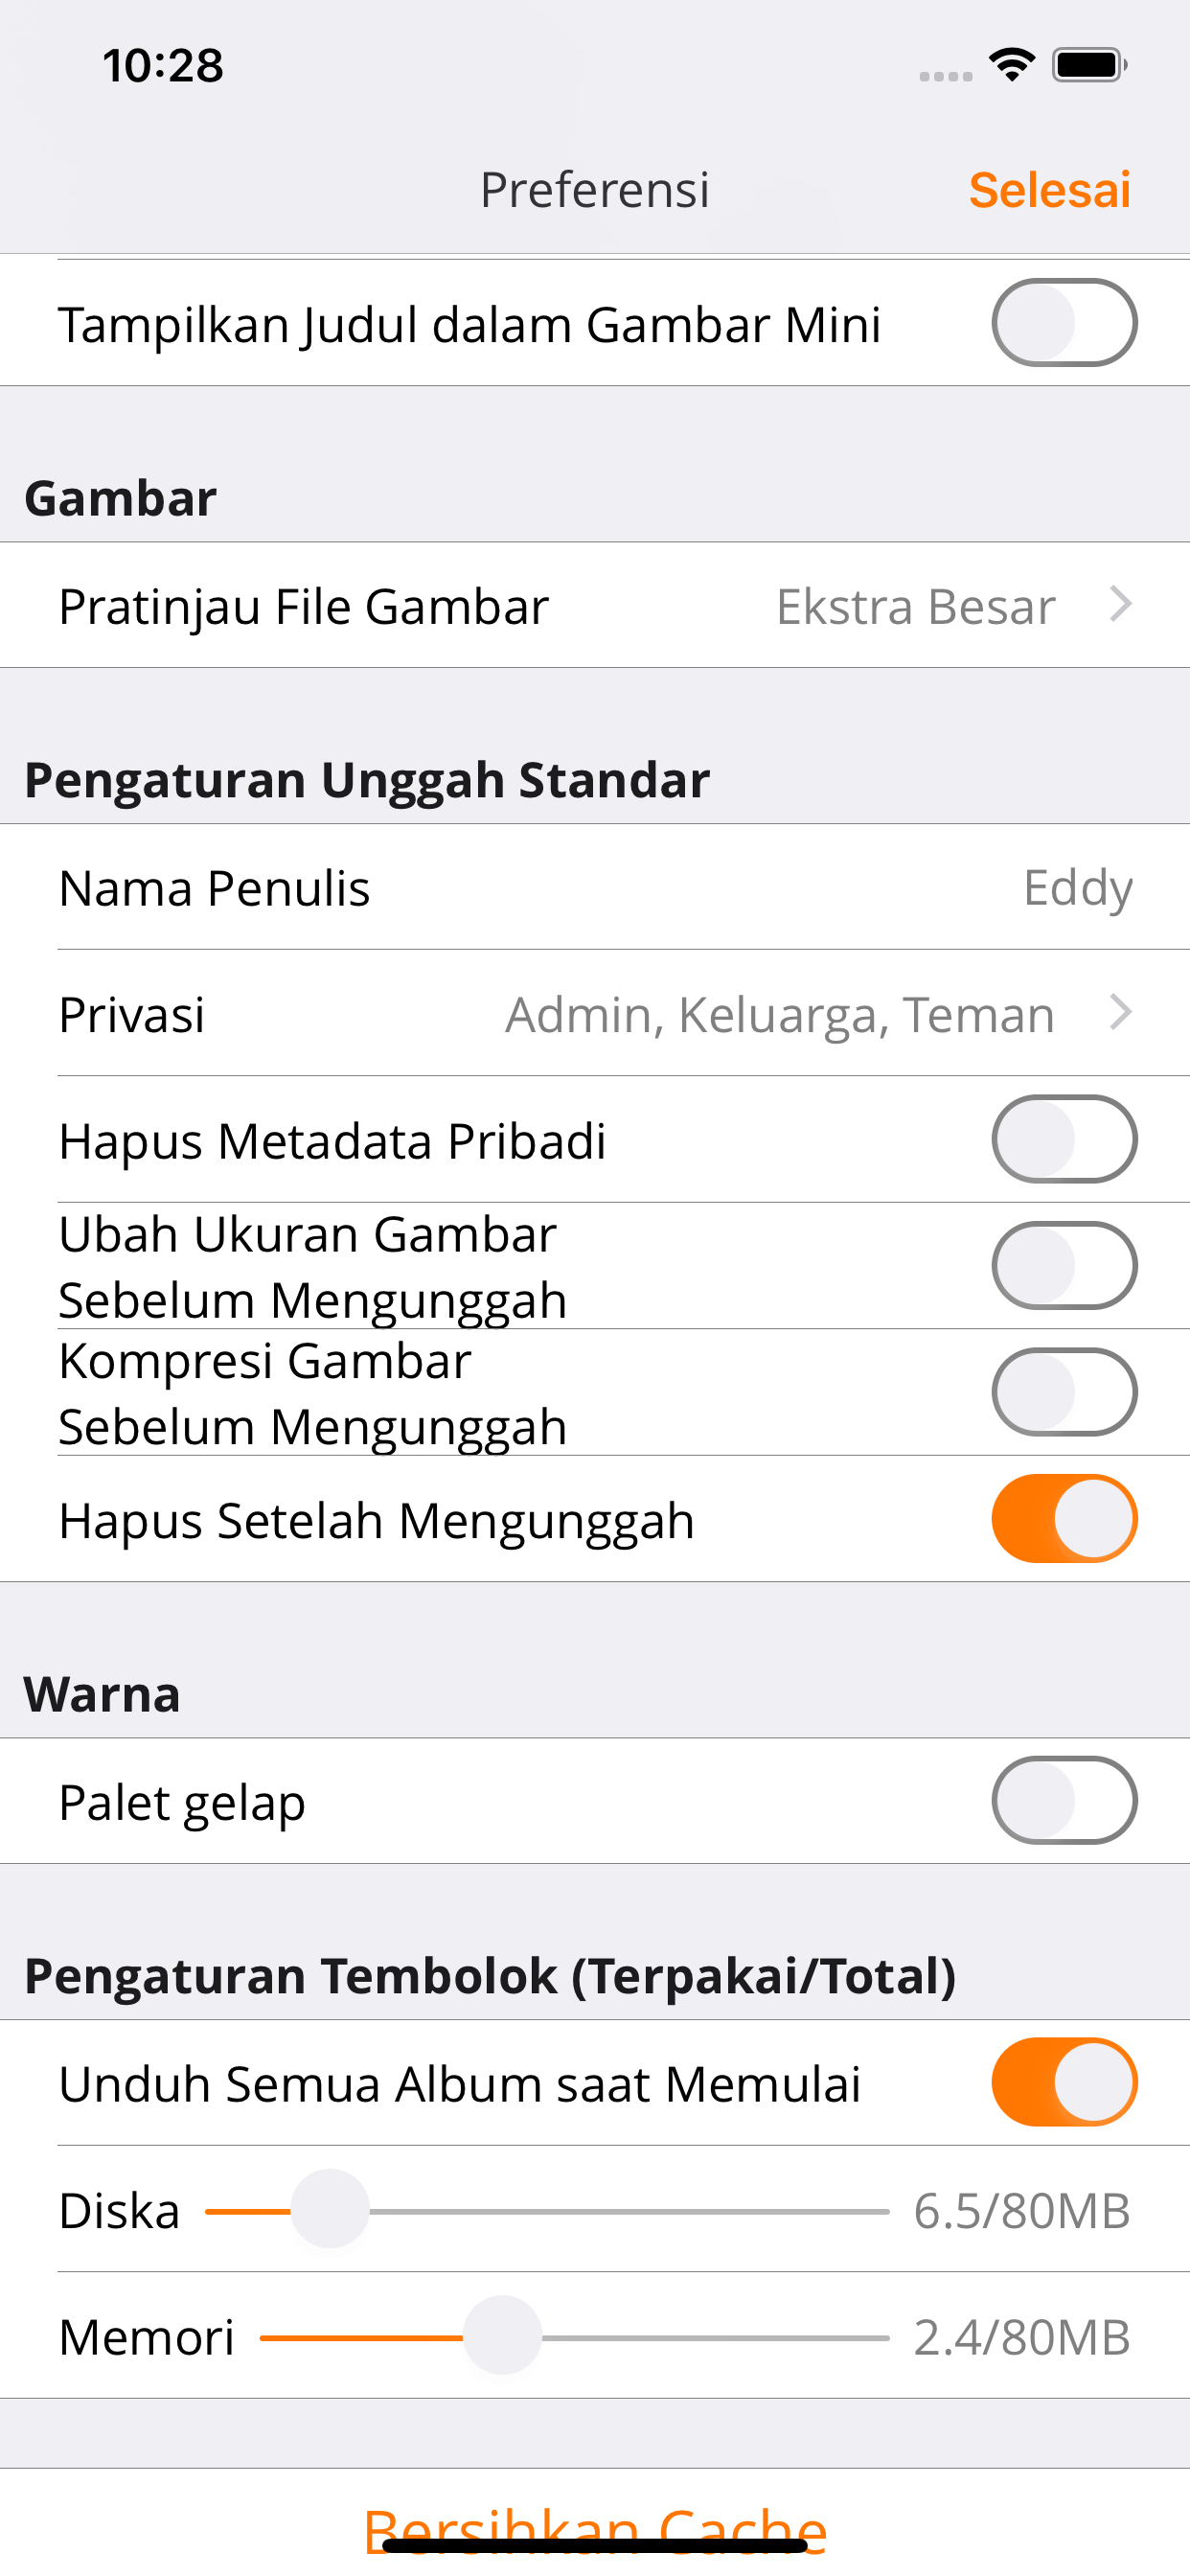 10:28
Preferensi
Selesai
Tampilkan Judul dalam Gambar Mini
Gambar
Pratinjau File Gambar
Ekstra Besar
Pengaturan Unggah Standar
Nama Penulis
Eddy
Privasi
Admin, Keluarga, Teman
Hapus Metadata Pribadi
Ubah Ukuran Gambar
Sebelum Mengunggah
Kompresi Gambar
Sebelum Mengunggah
Hapus Setelah Mengunggah
Warna
Palet gelap
Pengaturan Tembolok (Terpakai/Total)
Unduh Semua Album saat Memulai
Diska
6.5/80MB
Memori
2.4/80MB
Bersihkan Cache